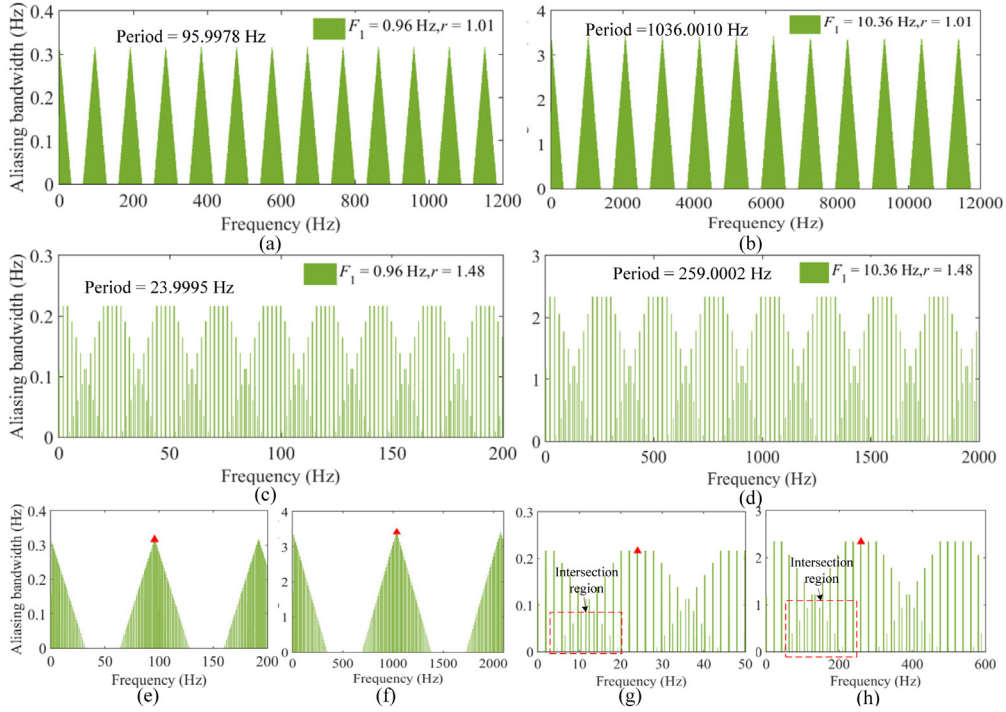 Aliasing bandwidth (Hz)
0.4
0.3
0.2
0.1
0
Period = 95.9978 Hz
F1 = 0.96 Hz,r = 1.01
0 200 400 600 800 1000 1200
Frequency (Hz)
(a)
4
3
2
1
0
Period =1036.0010 Hz
F1 = 10.36 Hz,r = 1.01
0 2000 4000 6000 8000 10000 12000
Frequency (Hz)
(b)
Aliasing bandwidth (Hz)
0.3
0.2
0.1
0
Period = 23.9995 Hz
F1 = 0.96 Hz,r = 1.48
0 50 100 150 200
Frequency (Hz)
(c)
3
2
1
0
Period = 259.0002 Hz
F1 = 10.36 Hz,r = 1.48
0 500 1000 1500 2000
Frequency (Hz)
(d)
Aliasing bandwidth (Hz)
0.4
0.3
0.2
0.1
0
0 100 200
Frequency (Hz)
(e)
4
3
2
1
0
0 1000 2000
Frequency (Hz)
(f)
0.3
0.2
0.1
0
Intersection
region
0 10 20 30 40 50
Frequency (Hz)
(g)
3
2
1
0
Intersection
region
0 200 400 600
Frequency (Hz)
(h)